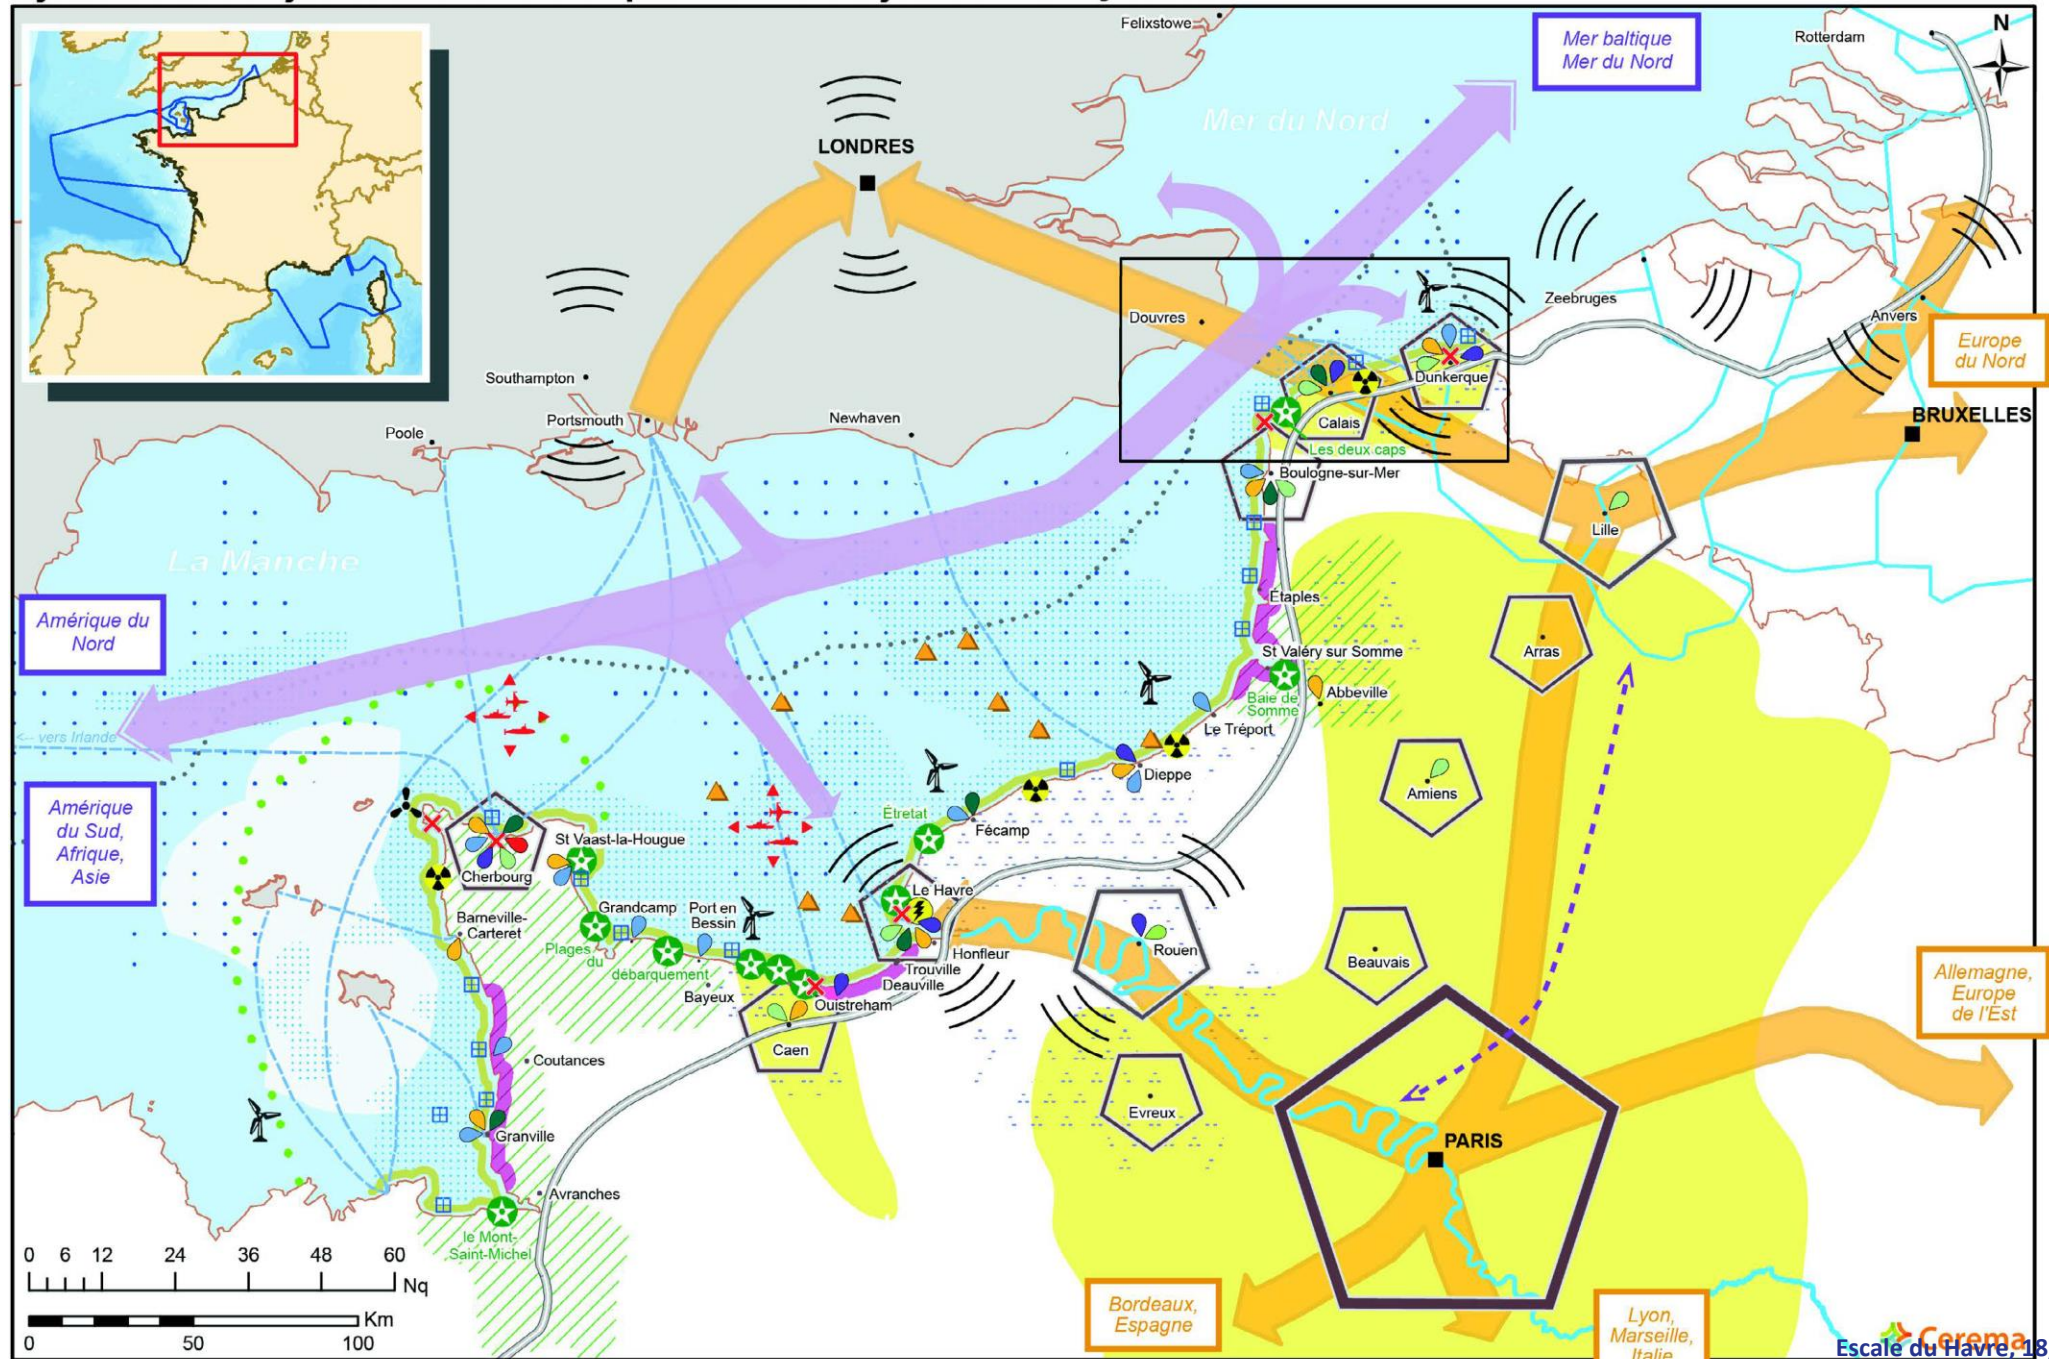 Felixstowe
Mer baltique
Mer du Nord
Rotterdam
N
Mer du Nord
LONDRES
Zeebruges
Douvres
Anvers
Europe
du Nord
Southampton
Dunkerque
Portsmouth
Newhaven
Calais
BRUXELLES
Poole
Les deux caps
Boulogne-sur-Mer
Lille
La Manche
Étaples
Amérique du
Nord
St Valéry sur Somme
Arras
Abbeville
Baie de
Somme
<-- vers Irlande
Le Tréport
Dieppe
Amiens
Amérique
du Sud,
Afrique,
Asie
Étretat
Fécamp
St Vaast-la-Hougue
Cherbourg
Le Havre
Grandcamp
Port en
Bessin
Barneville-
Carteret
Plages
du
débarquement
Honfleur
Rouen
Beauvais
Trouville
Deauville
Bayeux
Ouistreham
Allemagne,
Europe
de l'Est
Caen
Coutances
Evreux
Granville
PARIS
Avranches
le Mont-
Saint-Michel
0 6 12 24 36 48 60
Nq
Km
0 50 100
Bordeaux,
Espagne
Lyon,
Marseille,
Italie
Cerema
Escale du Havre, 18